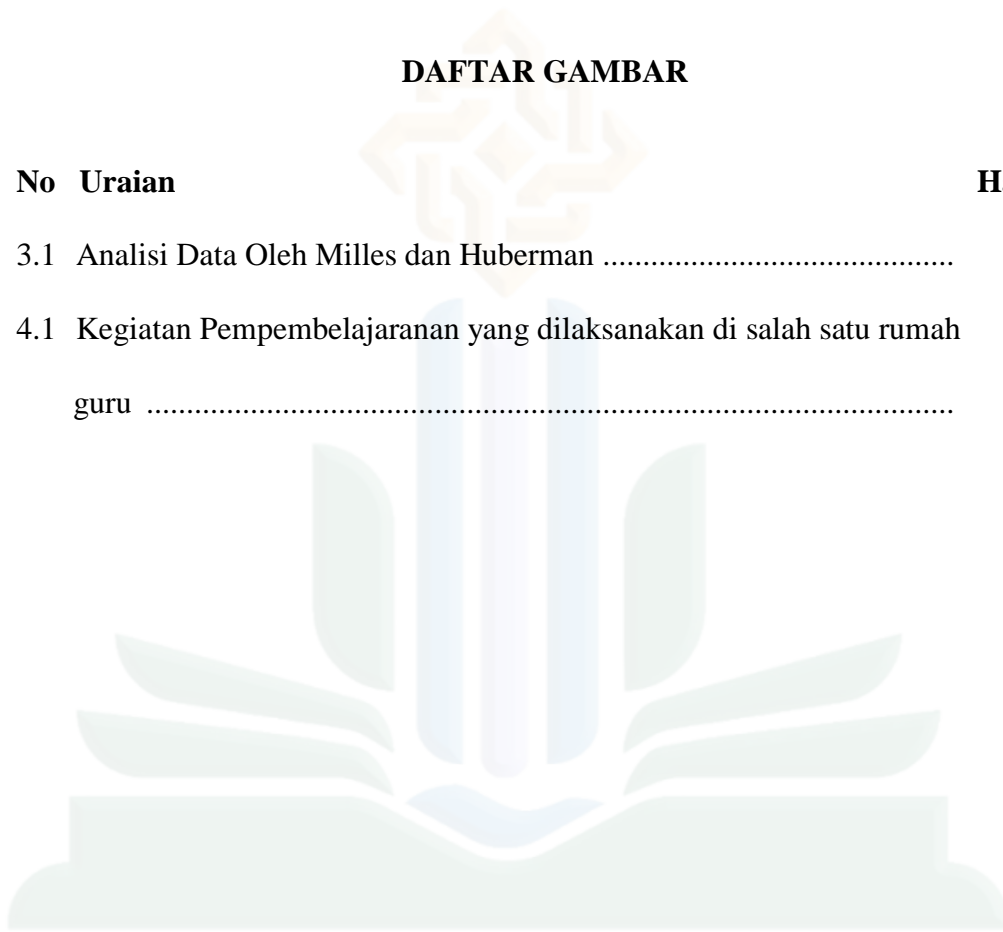 DAFTAR GAMBAR
No Uraian
3.1 Analisi Data Oleh Milles dan Huberman ............................................
4.1 Kegiatan Pempembelajaranan yang dilaksanakan di salah satu rumah
guru .....................................................................................................